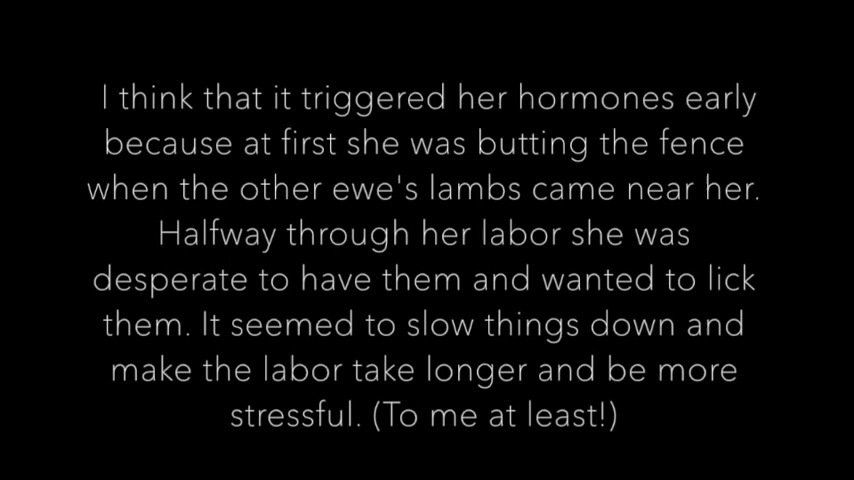 I think that it triggered her hormones early
because at first she was butting the fence
when the other ewe's lambs came near her.
Halfway through her labor she was
desperate to have them and wanted to lick
them. It seemed to slow things down and
make the labor take longer and be more
stressful. (To me at least!)